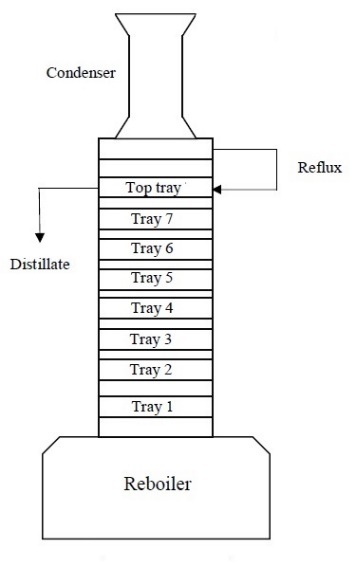 Condenser
Reflux
Top tray
Tray 7
Distillate
Tray 6
Tray 5
Tray 4
Tray 3
Tray 2
Tray 1
Reboiler